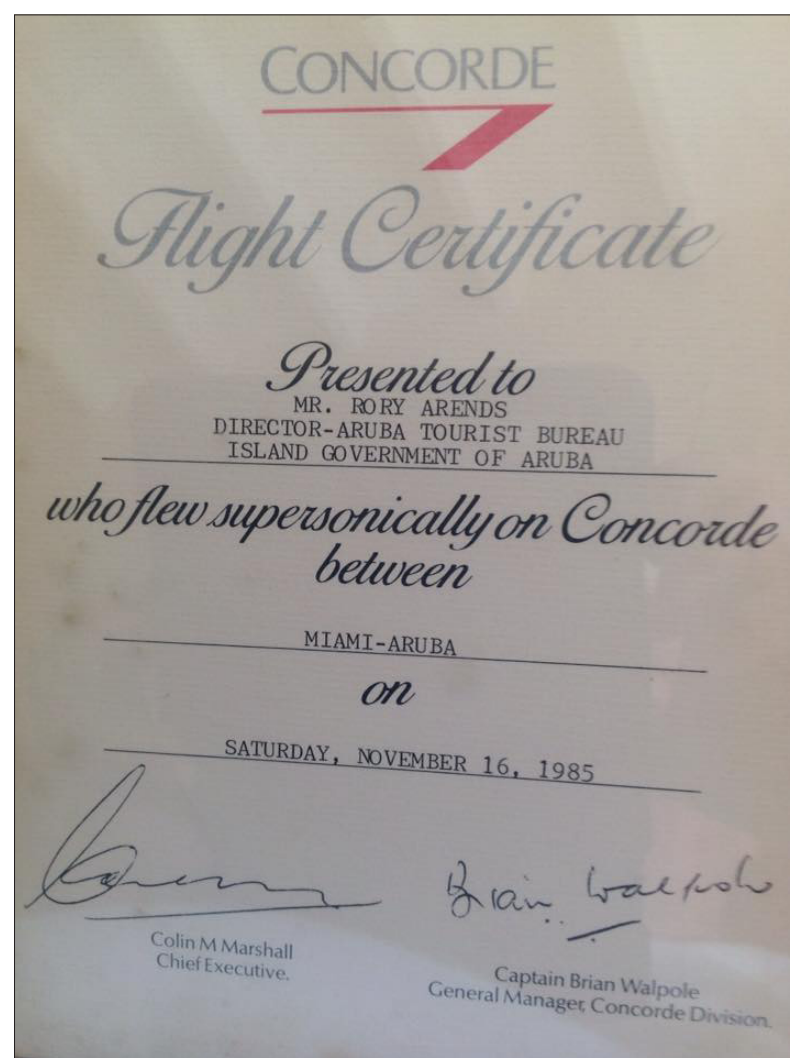 CONCORDE
Flight Certificate
Presented to
MR. RORY ARENDS
DIRECTOR-ARUBA TOURIST BUREAU
ISLAND GOVERNMENT OF ARUBA
who flew supersonically on Concorde
between
MIAMI-ARUBA
on
SATURDAY, NOVEMBER 16, 1985
Brian Walpole
Colin M Marshall
Chief Executive.
Captain Brian Walpole
General Manager, Concorde Division.